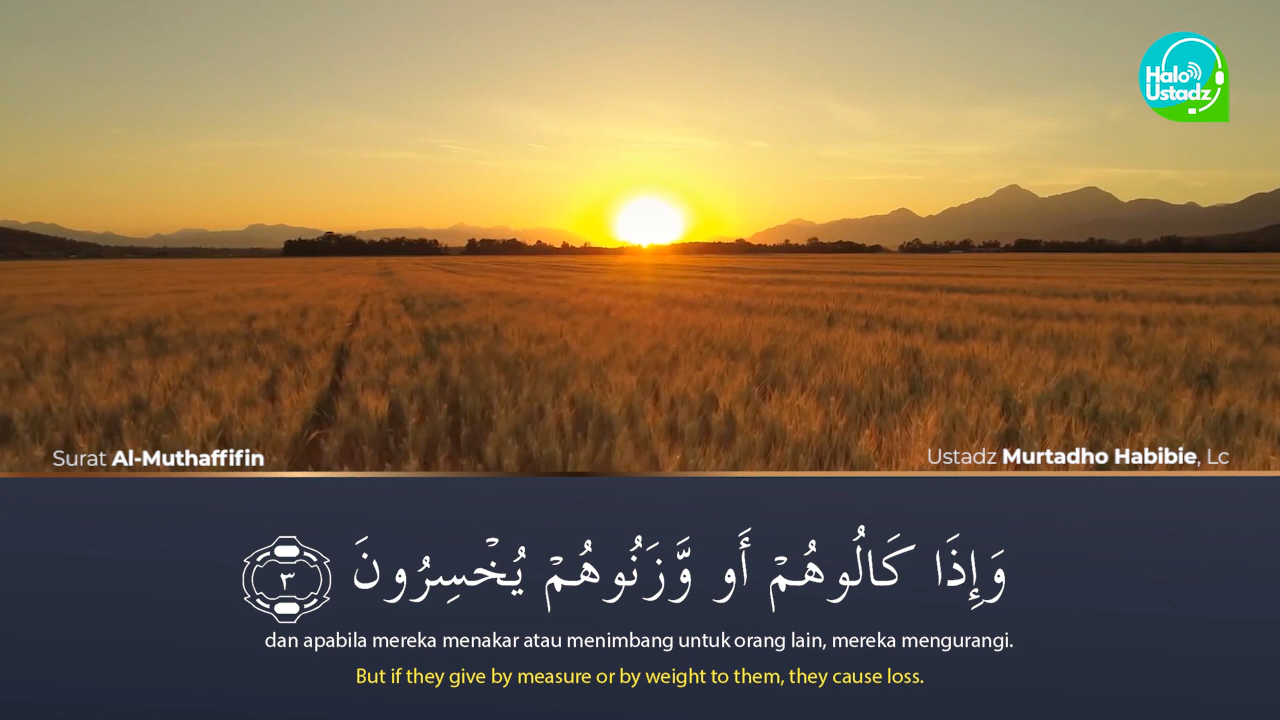 Halo
Ustadz
Surat Al-Muthaffifin
Ustadz Murtadho Habibie, Lc
وَإِذَا كَالُوهُمْ أَو وَّزَنُوهُمْ يُخْسِرُونَ ٣
dan apabila mereka menakar atau menimbang untuk orang lain, mereka mengurangi.
But if they give by measure or by weight to them, they cause loss.